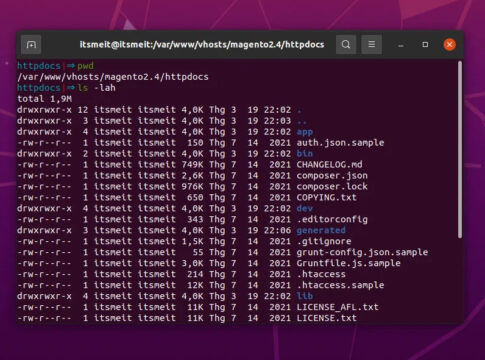 itsmeit@itsmeit:/var/www/vhosts/magento2.4/httpdocs
httpdocs|⇒ pwd
/var/www/vhosts/magento2.4/httpdocs
httpdocs|⇒ ls -lah
total 1,9M
drwxrwxr-x 12 itsmeit itsmeit 4,0K Thg 3  19 22:02 .
drwxrwxr-x  3 itsmeit itsmeit 4,0K Thg 3  19 22:03 ..
drwxrwxr-x  4 itsmeit itsmeit 4,0K Thg 3  19 22:02 app
-rw-r--r--  1 itsmeit itsmeit  150 Thg 7  14  2021 auth.json.sample
drwxrwxr-x  2 itsmeit itsmeit 4,0K Thg 3  19 22:02 bin
-rw-r--r--  1 itsmeit itsmeit 749K Thg 7  14  2021 CHANGELOG.md
-rw-r--r--  1 itsmeit itsmeit 2,6K Thg 7  14  2021 composer.json
-rw-r--r--  1 itsmeit itsmeit 976K Thg 7  14  2021 composer.lock
-rw-r--r--  1 itsmeit itsmeit  650 Thg 7  14  2021 COPYING.txt
drwxrwxr-x  4 itsmeit itsmeit 4,0K Thg 3  19 22:02 dev
-rw-r--r--  1 itsmeit itsmeit  343 Thg 7  14  2021 .editorconfig
drwxrwxr-x  3 itsmeit itsmeit 4,0K Thg 3  19 22:06 generated
-rw-r--r--  1 itsmeit itsmeit 1,5K Thg 7  14  2021 .gitignore
-rw-r--r--  1 itsmeit itsmeit   55 Thg 7  14  2021 grunt-config.json.sample
-rw-r--r--  1 itsmeit itsmeit 3,0K Thg 7  14  2021 Gruntfile.js.sample
-rw-r--r--  1 itsmeit itsmeit  214 Thg 7  14  2021 .htaccess
-rw-r--r--  1 itsmeit itsmeit  12K Thg 7  14  2021 .htaccess.sample
drwxrwxr-x  4 itsmeit itsmeit 4,0K Thg 3  19 22:02 lib
-rw-r--r--  1 itsmeit itsmeit  11K Thg 7  14  2021 LICENSE_AFL.txt
-rw-r--r--  1 itsmeit itsmeit  11K Thg 7  14  2021 LICENSE.txt